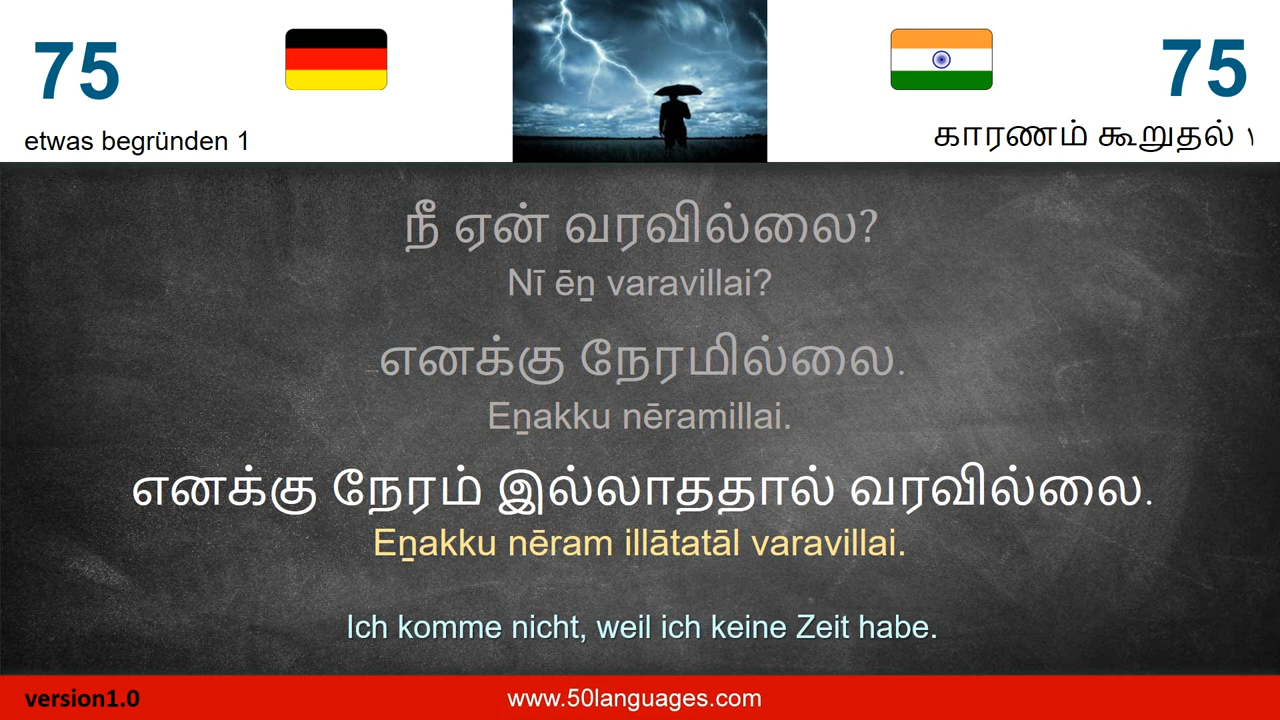 75
75
etwas begründen 1
காரணம் கூறுதல்
நீ ஏன் வரவில்லை?
Nī ēṉ varavillai?
எனக்கு நேரமில்லை.
Eṉakku nēramillai.
எனக்கு நேரம் இல்லாததால் வரவில்லை.
Eṉakku nēram illātatāl varavillai.
Ich komme nicht, weil ich keine Zeit habe.
version1.0
www.50languages.com